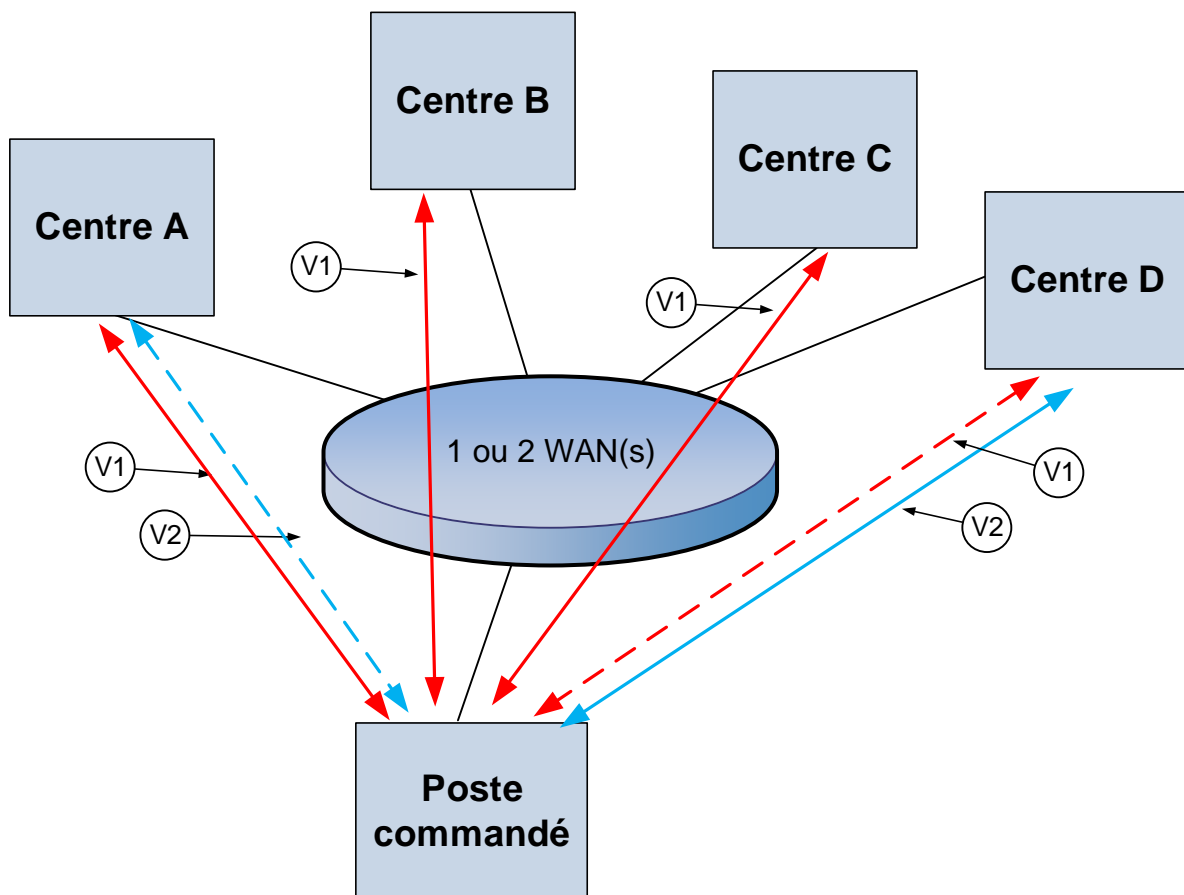 Centre B
Centre C
Centre A
Centre D
V1
V1
1 ou 2 WAN(s)
V1
V1
V2
V2
Poste
commandé